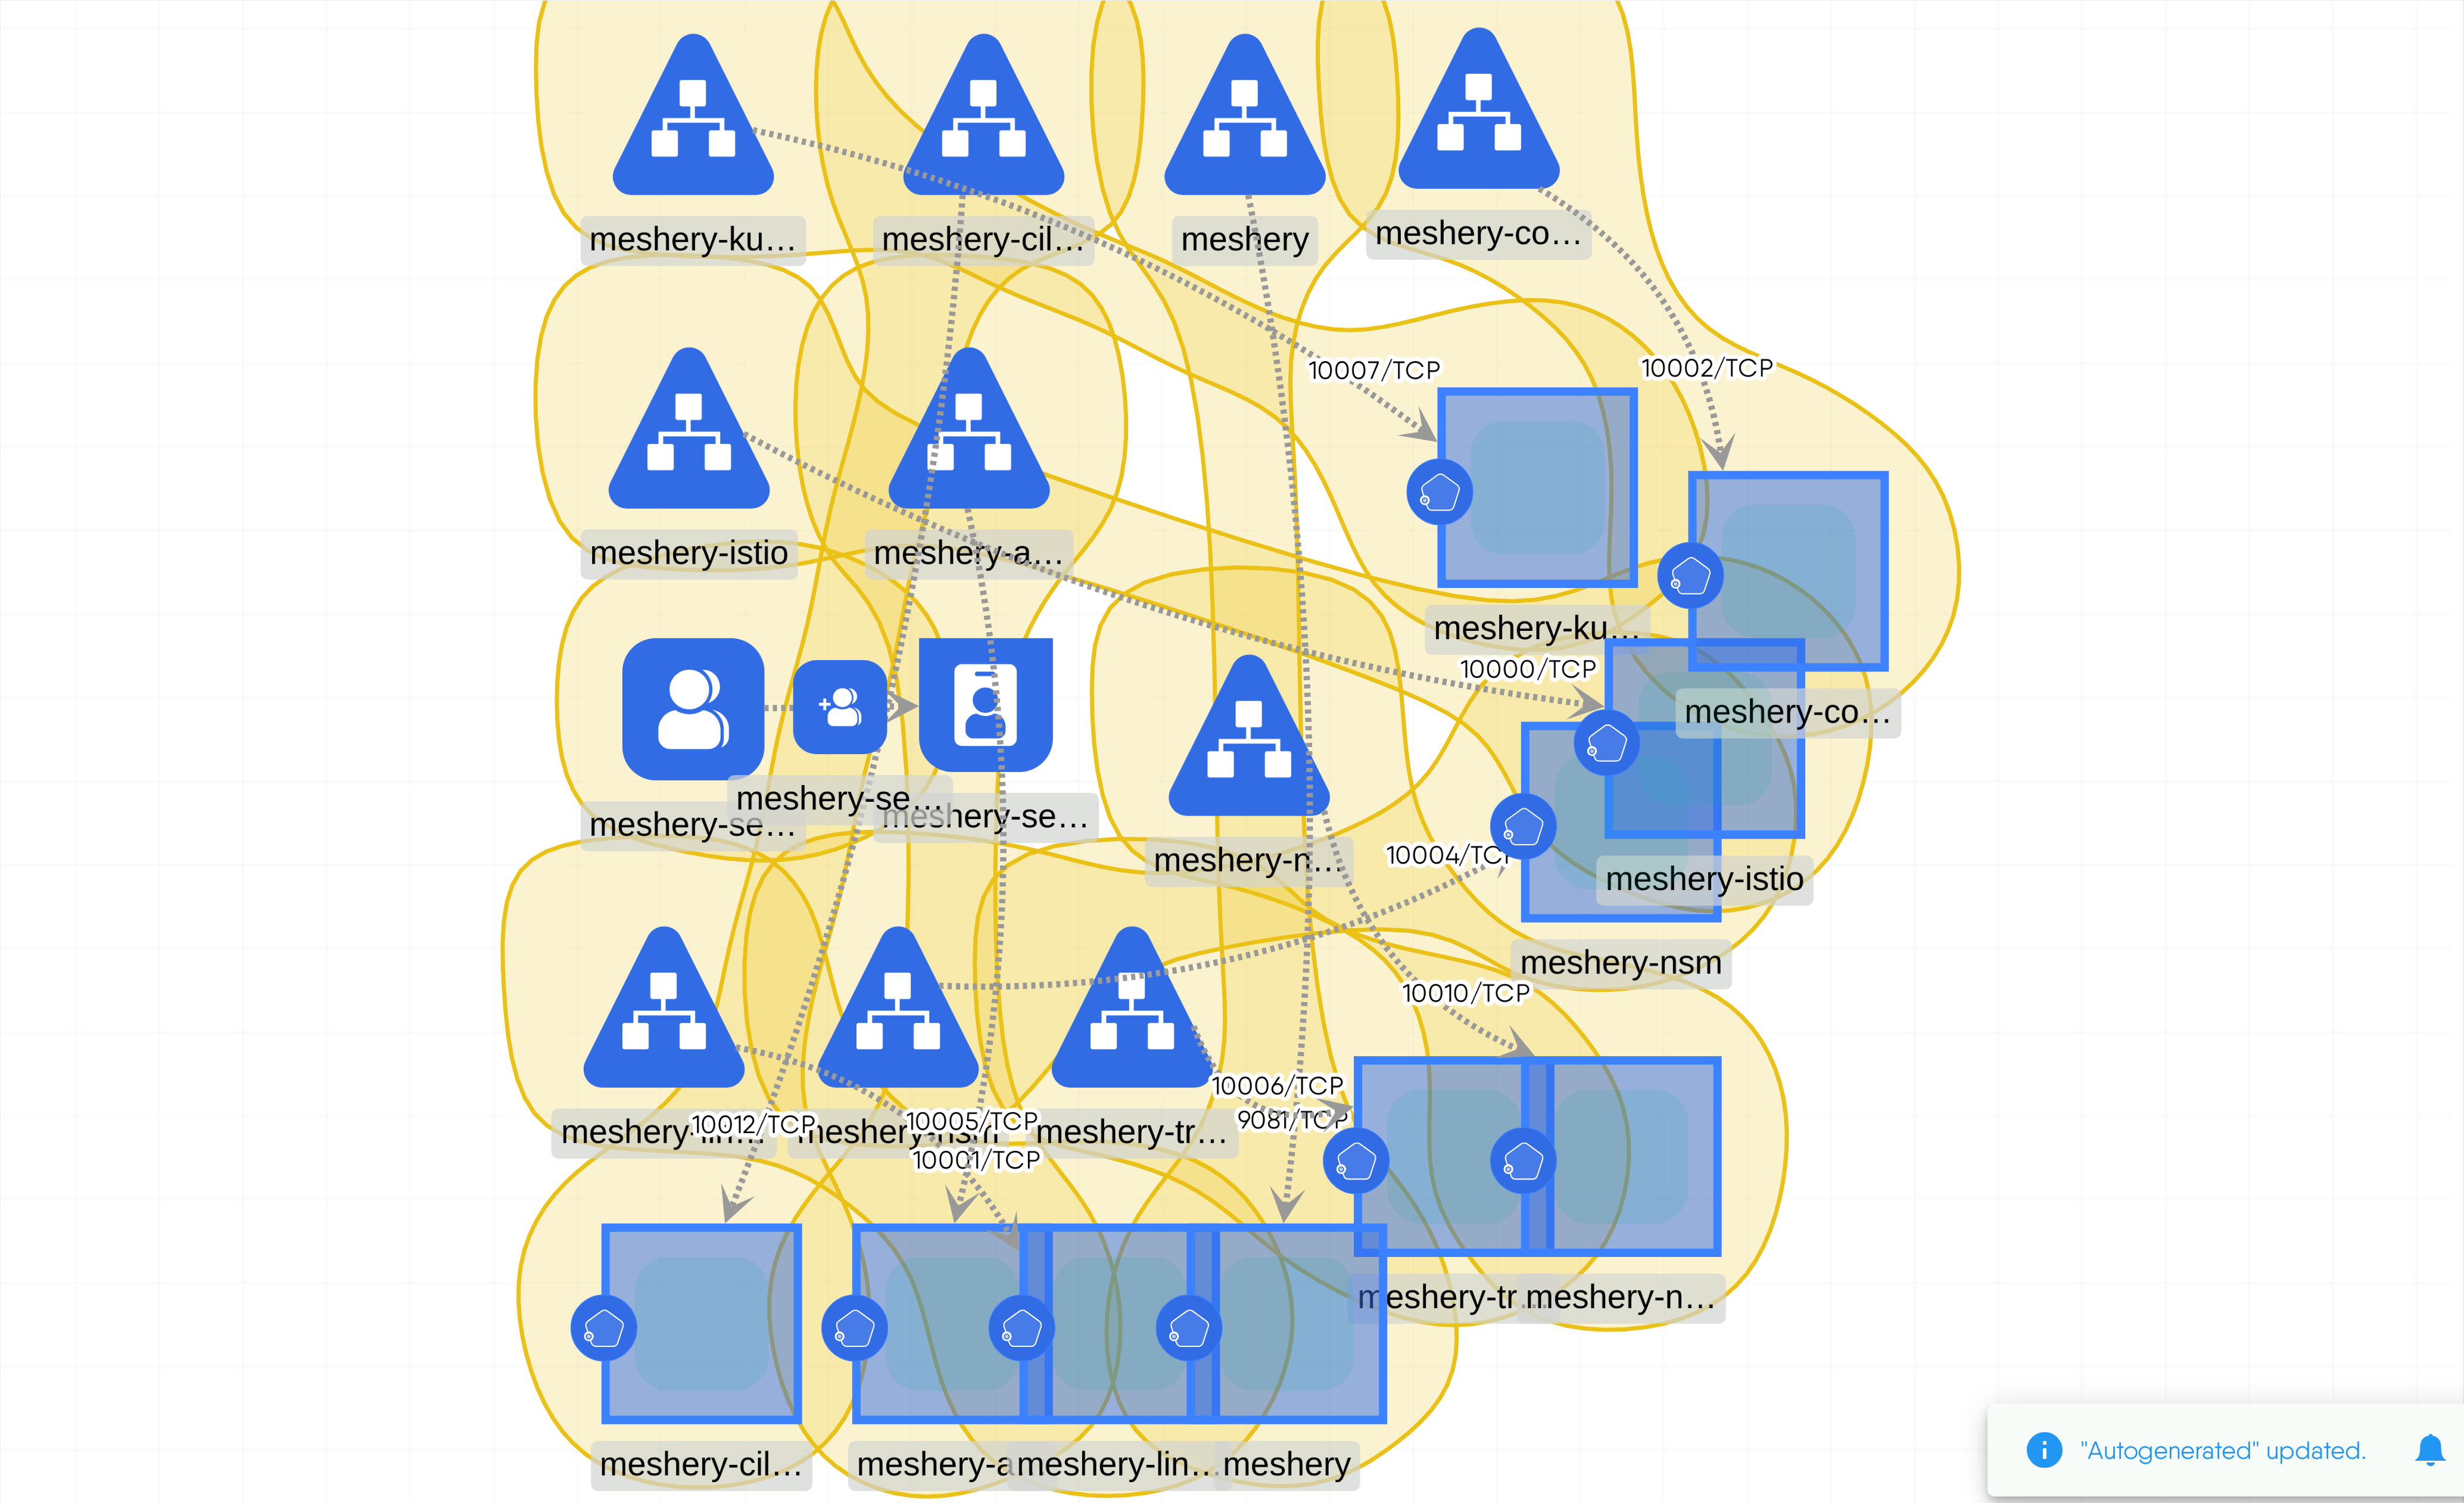 meshery-ku…
meshery-cil…
meshery
meshery-co…
10007/TCP
10002/TCP
meshery-istio
meshery-a…
meshery-ku…
10000/TCP
meshery-co…
meshery-se…
meshery-se…
meshery-se…
meshery-n…
10004/TCP
meshery-istio
meshery-nsm
10010/TCP
10006/TCP
9081/TCP
meshery-lin…
10012/TCP
meshery-nsm
10005/TCP
meshery-tr…
10001/TCP
meshery-tr…
meshery-n…
meshery-cil…
meshery-a
meshery-lin…
meshery
"Autogenerated" updated.